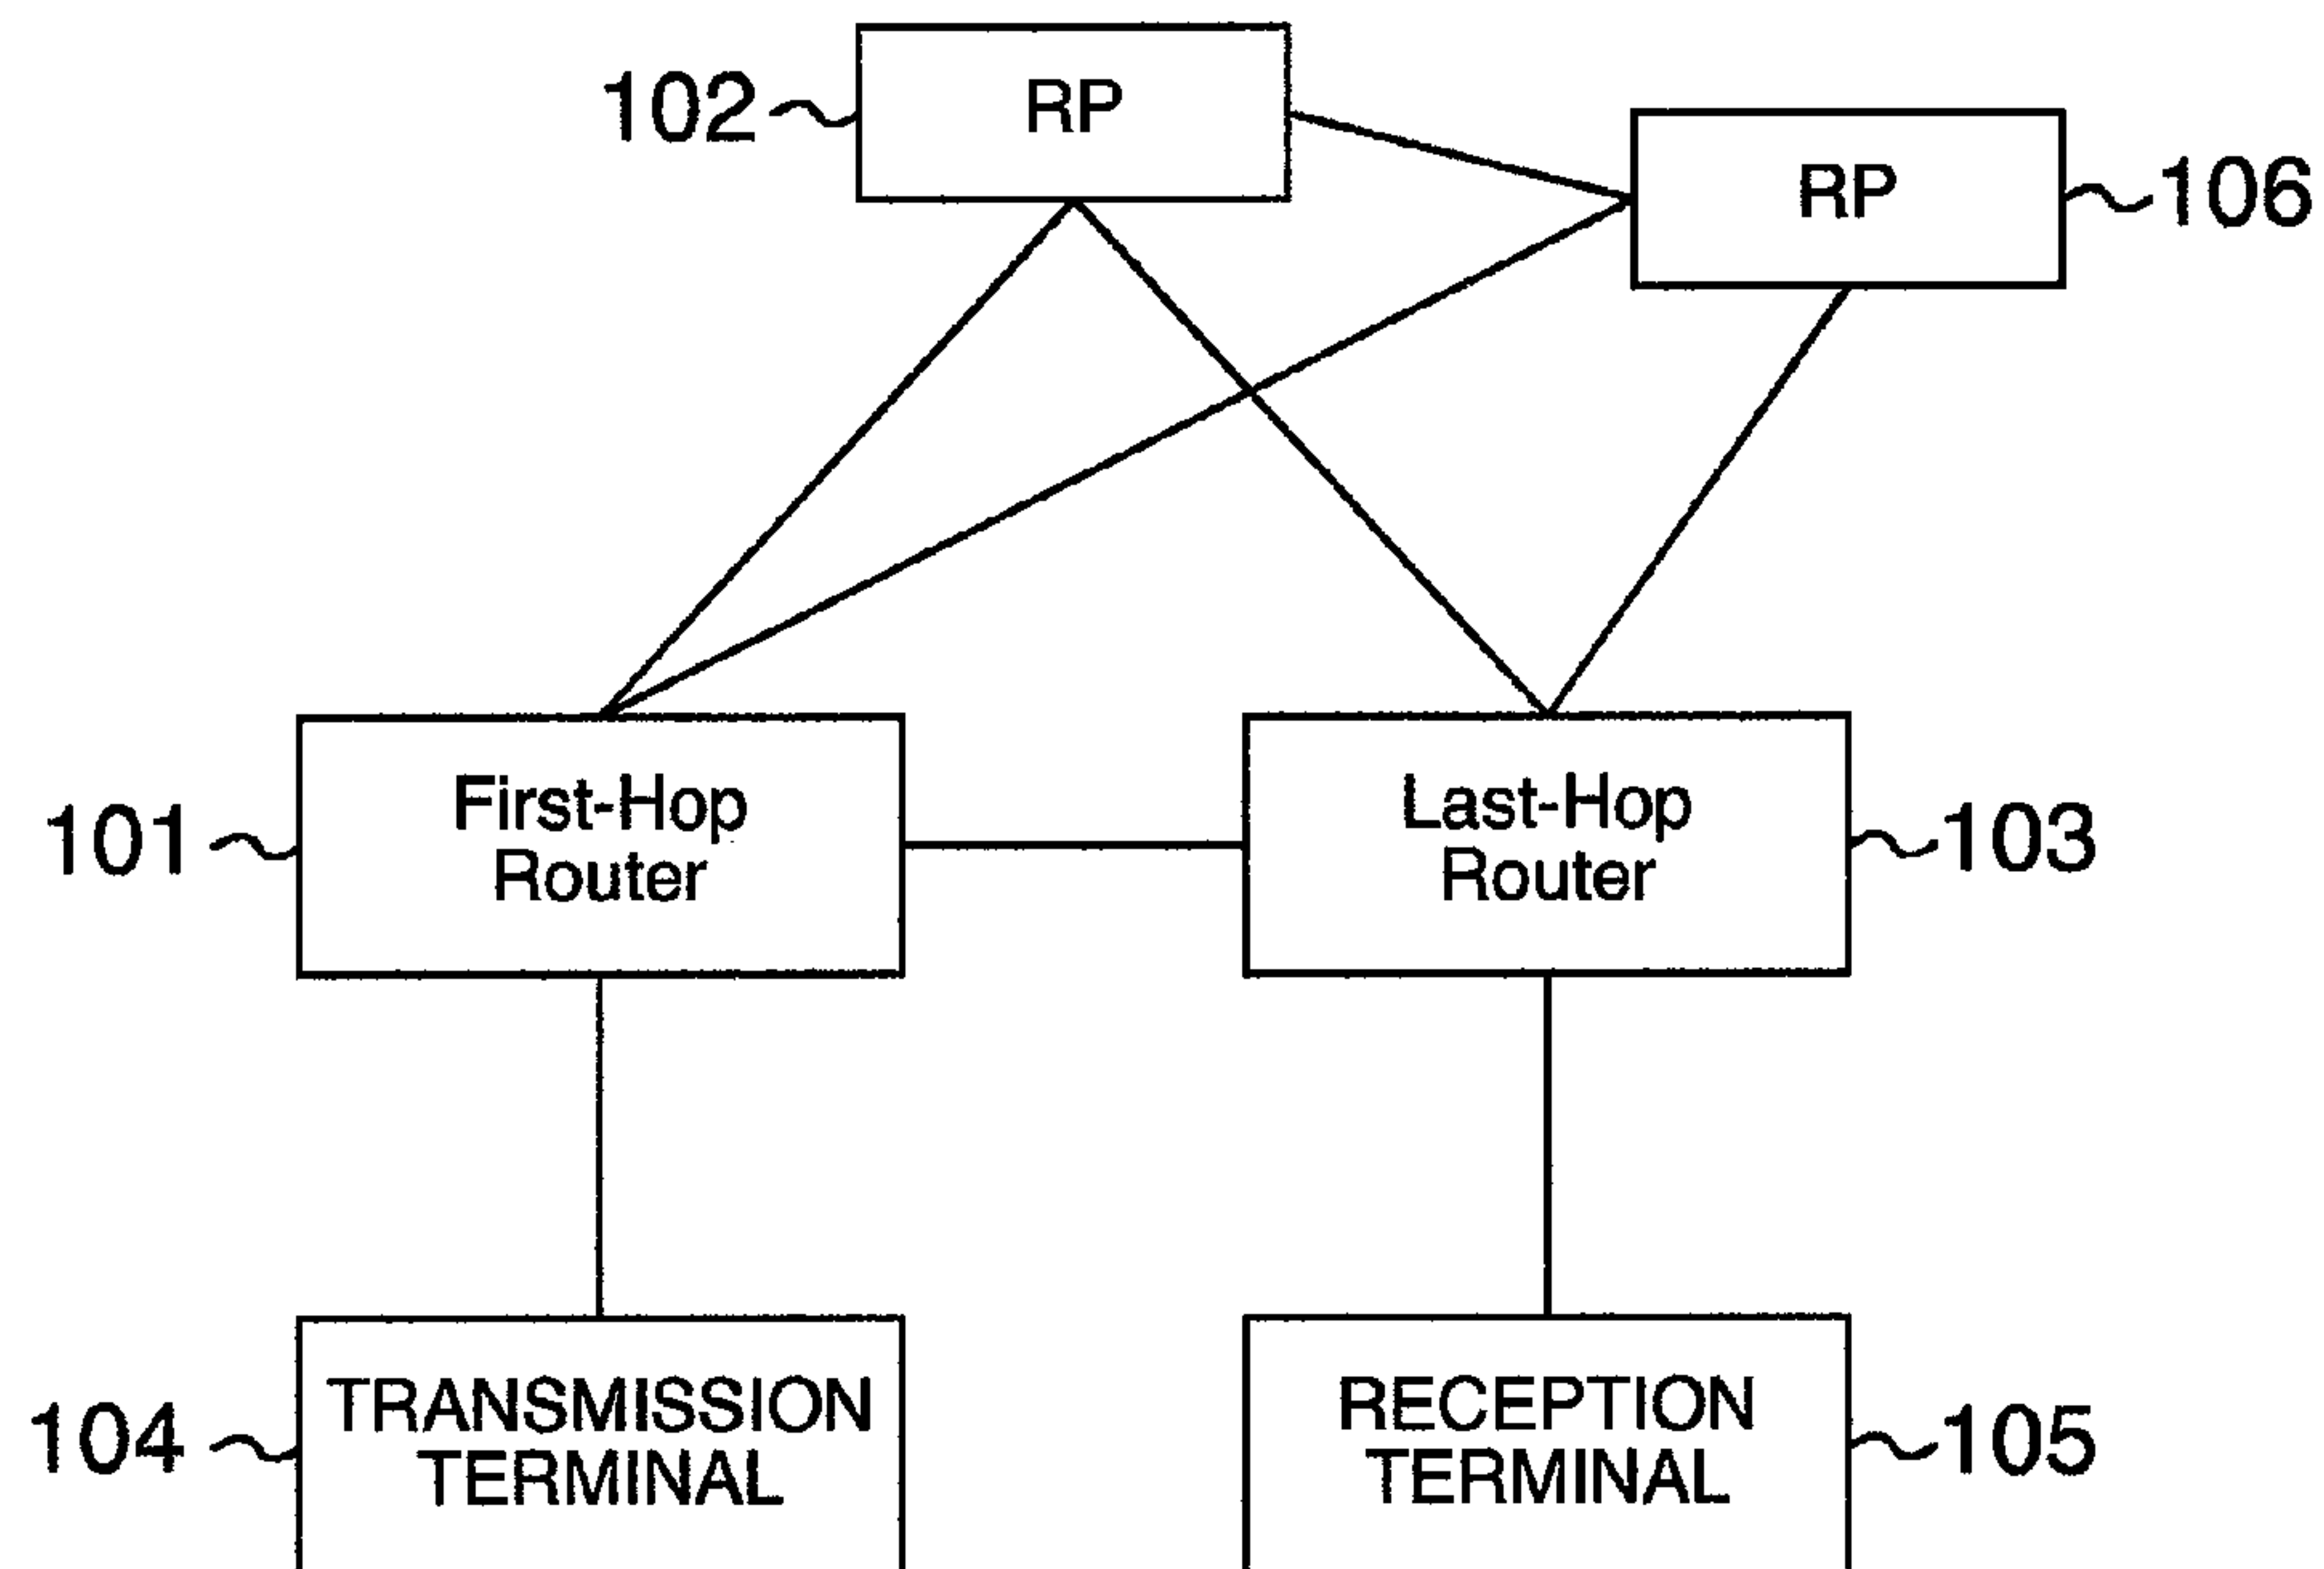 102
RP
RP
106
101
First-Hop
Router
Last-Hop
Router
103
104
TRANSMISSION
TERMINAL
RECEPTION
TERMINAL
105